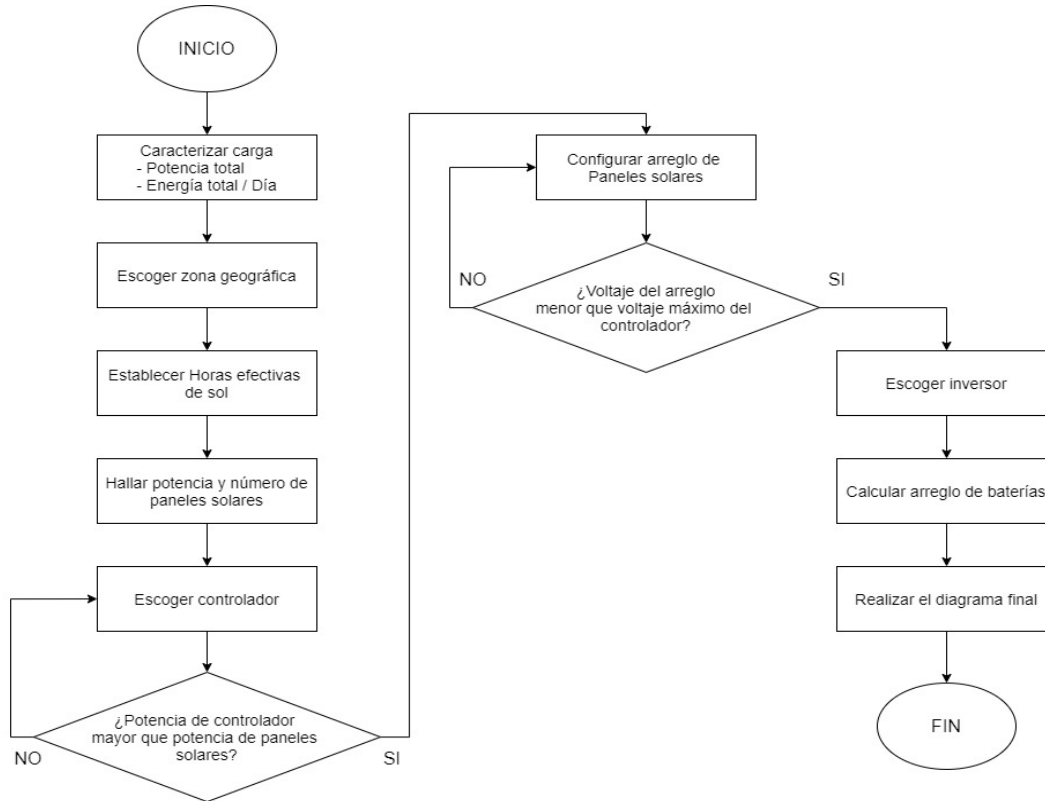 INICIO
Caracterizar carga
- Potencia total
- Energía total / Día
Escoger zona geográfica
Establecer Horas efectivas
de sol
Hallar potencia y número de
paneles solares
Escoger controlador
¿Potencia de controlador
mayor que potencia de paneles
solares?
NO
SI
Configurar arreglo de
Paneles solares
¿Voltaje del arreglo
menor que voltaje máximo del
controlador?
NO
SI
Escoger inversor
Calcular arreglo de baterías
Realizar el diagrama final
FIN